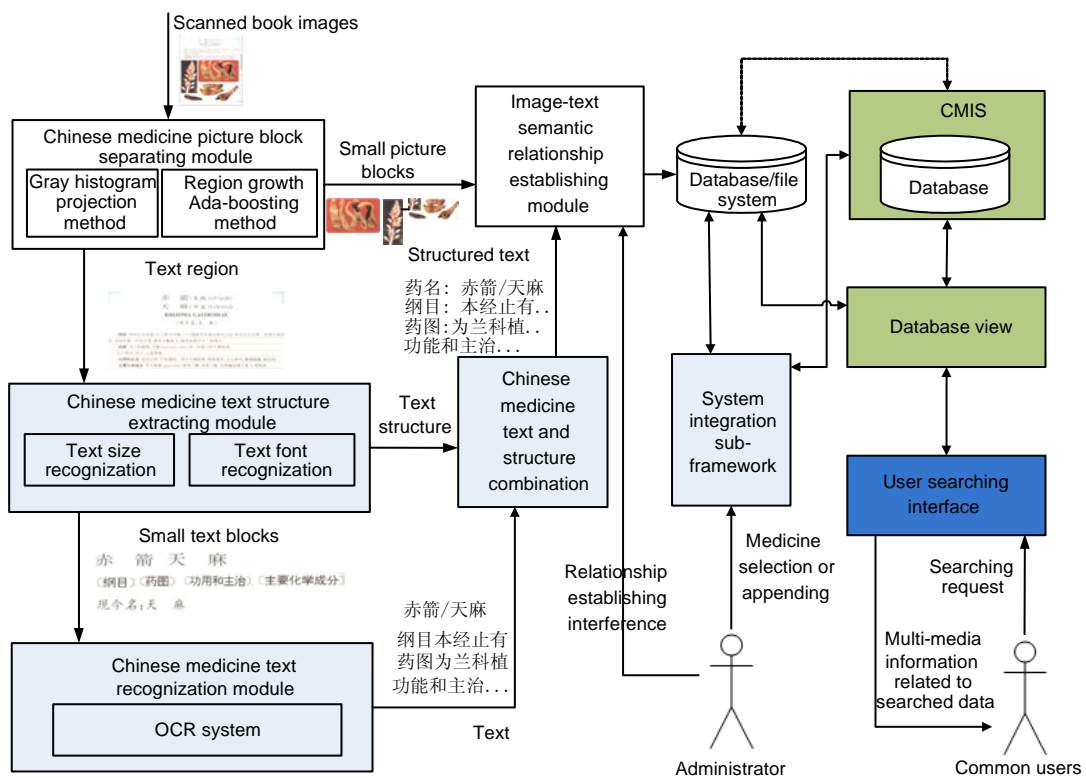 Scanned book images
Chinese medicine picture block
separating module
Gray histogram
projection
method
Region growth
Ada-boosting
method
Small picture
blocks
Image-text
semantic
relationship
establishing
module
Database/file
system
CMIS
Database
Text region
Structured text
药名: 赤箭/天麻
纲目: 本经止有..
药图:为兰科植..
功能和主治...
Database view
Chinese medicine text structure
extracting module
Text size
recognization
Text font
recognization
Text
structure
Chinese
medicine
text and
structure
combination
System
integration
sub-
framework
User searching
interface
Small text blocks
赤 箭 天 麻
(纲目) (药图) (功用和主治) (主要化学成分)
现今名:天 麻
赤箭/天麻
纲目本经止有
药图为兰科植
功能和主治...
Relationship
establishing
interference
Medicine
selection or
appending
Searching
request
Multi-media
information
related to
searched data
Chinese medicine text
recognization module
OCR system
Text
Administrator
Common users